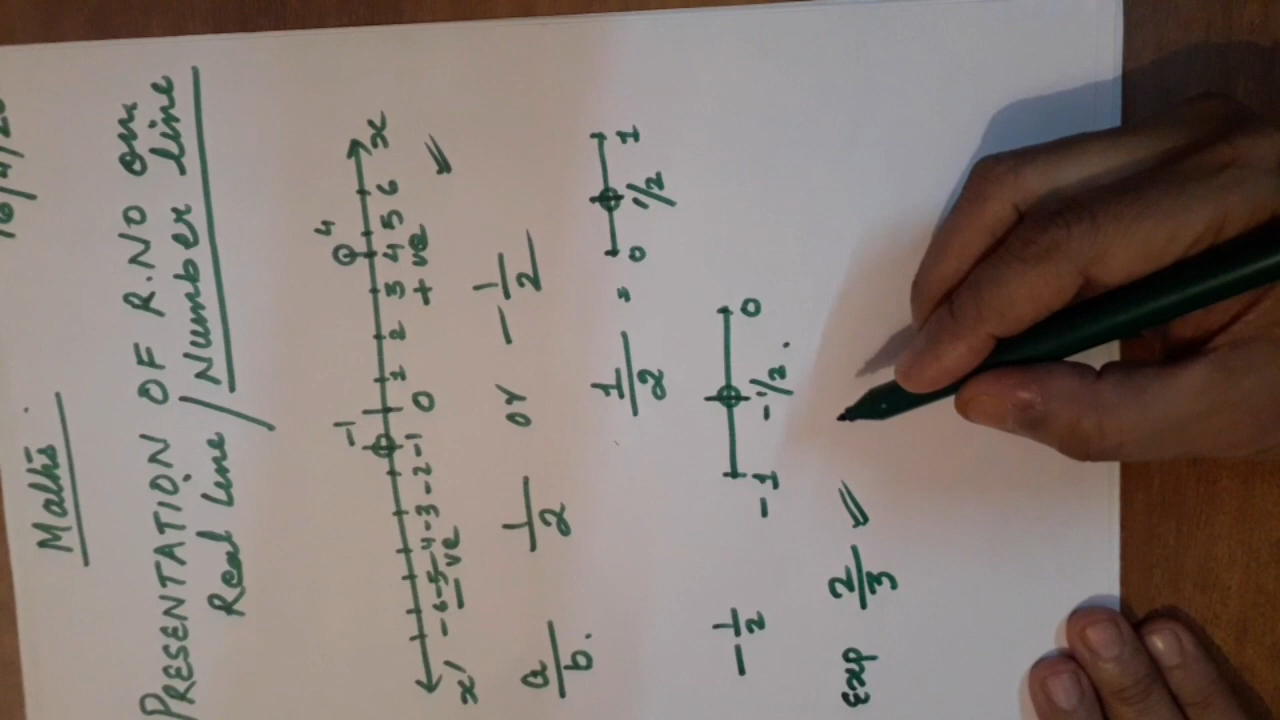 Maths
PRESENTATION OF R.NO on
Real Line / Number line
-1 4
x' -6 -5 -4 -3 -2 -1 0 1 2 3 4 5 6 x
-ve +ve
a/b. 1/2 or -1/2
1/2 = 0 1/2 1
-1/2 -1 -1/2. 0
Exp 2/3